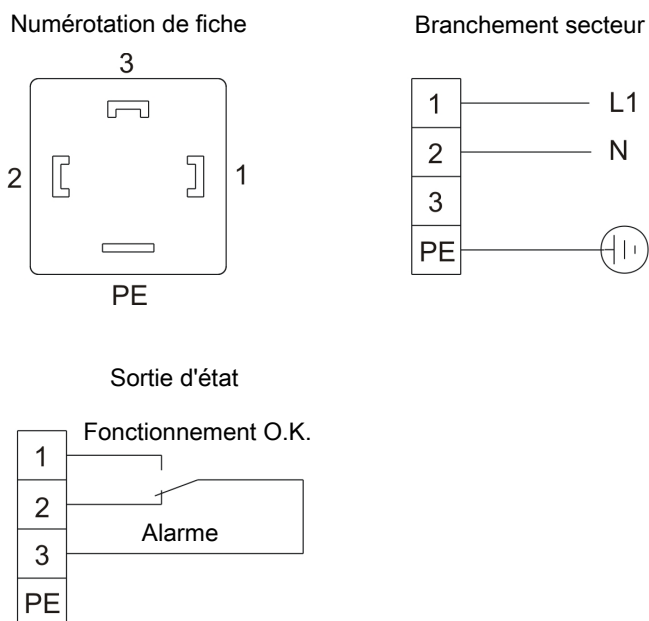 Numérotation de fiche
3
2
1
PE
Branchement secteur
1 L1
2 N
3
PE
Sortie d'état
Fonctionnement O.K.
1
2
Alarme
3
PE